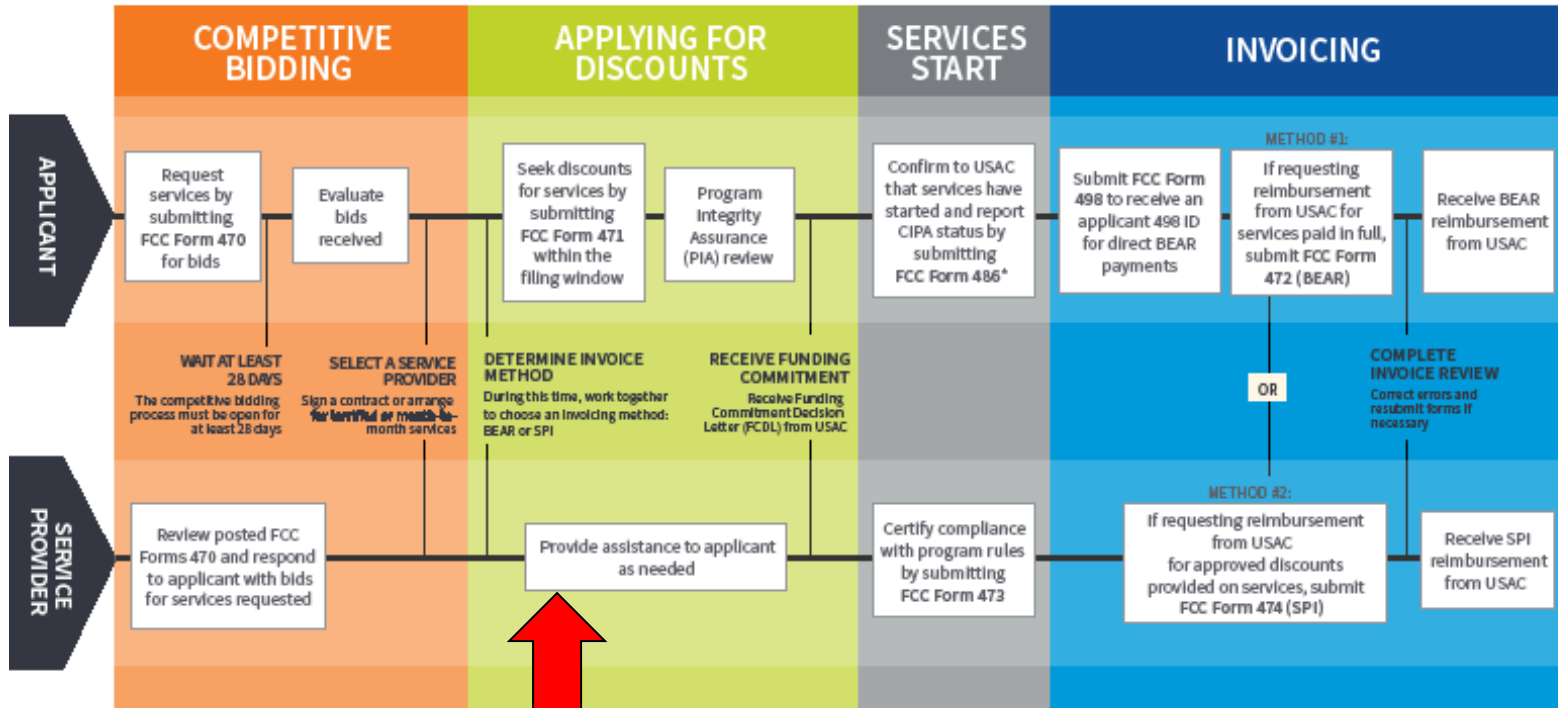 COMPETITIVE
BIDDING
APPLYING FOR
DISCOUNTS
SERVICES
START
INVOICING
APPLICANT
Request
services by
submitting
FCC Form 470
for bids
Evaluate
bids
received
Seek discounts
for services by
submitting
FCC Form 471
within the
filing window
Program
Integrity
Assurance
(PIA) review
Confirm to USAC
that services have
started and report
CIPA status by
submitting
FCC Form 486*
Submit FCC Form
498 to receive an
applicant 498 ID
for direct BEAR
payments
METHOD #1:
If requesting
reimbursement
from USAC for
services paid in full,
submit FCC Form
472 (BEAR)
Receive BEAR
reimbursement
from USAC
WAIT AT LEAST
28 DAYS
The competitive bidding
process must be open for
at least 28 days
SELECT A SERVICE
PROVIDER
Sign a contract or arrange
for tariffed or month-to-
month services
DETERMINE INVOICE
METHOD
During this time, work together
to choose an invoicing method:
BEAR or SPI
RECEIVE FUNDING
COMMITMENT
Receive Funding
Commitment Decision
Letter (FCDL) from USAC
OR
COMPLETE
INVOICE REVIEW
Correct errors and
resubmit forms if
necessary
SERVICE
PROVIDER
Review posted FCC
Forms 470 and respond
to applicant with bids
for services requested
Provide assistance to applicant
as needed
Certify compliance
with program rules
by submitting
FCC Form 473
METHOD #2:
If requesting reimbursement
from USAC
for approved discounts
provided on services, submit
FCC Form 474 (SPI)
Receive SPI
reimbursement
from USAC